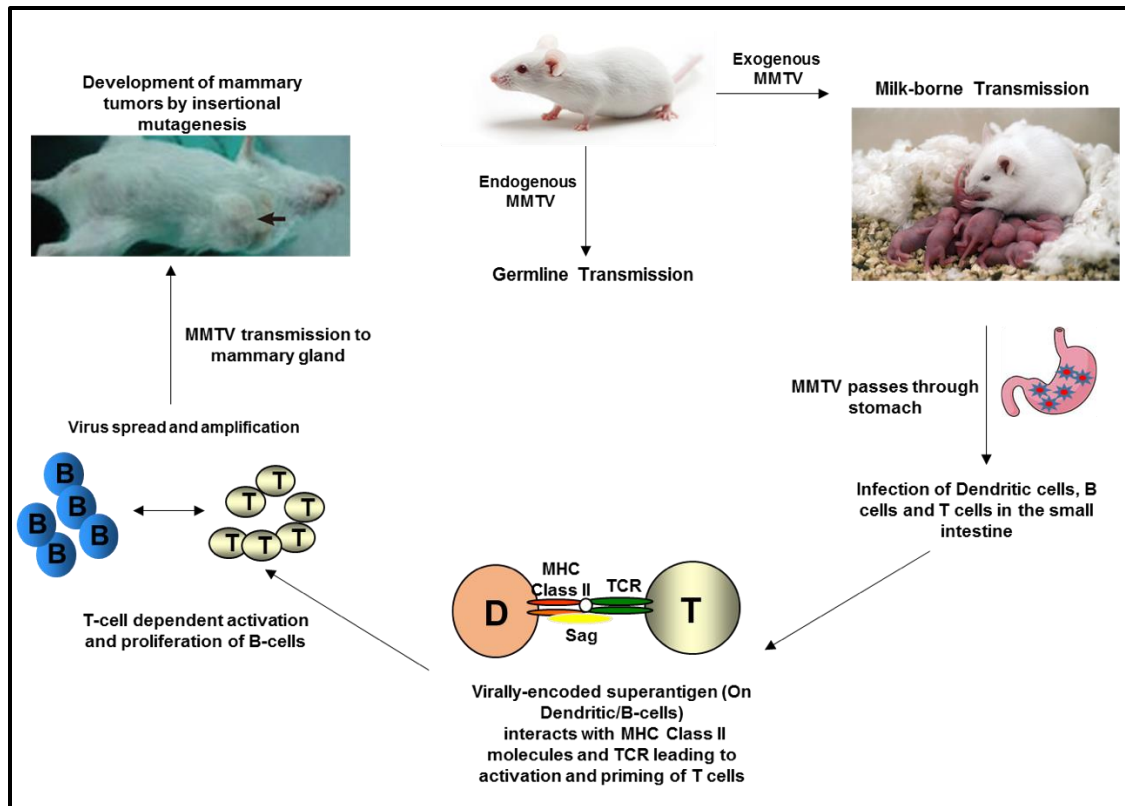 Development of mammary
tumors by insertional
mutagenesis
Exogenous
MMTV
Milk-borne Transmission
Endogenous
MMTV
Germline Transmission
MMTV transmission to
mammary gland
MMTV passes through
stomach
Virus spread and amplification
B
B
B
B
B
T
T
T
T
T
T
Infection of Dendritic cells, B
cells and T cells in the small
intestine
MHC
Class II
TCR
D
T
Sag
T-cell dependent activation
and proliferation of B-cells
Virally-encoded superantigen (On
Dendritic/B-cells)
interacts with MHC Class II
molecules and TCR leading to
activation and priming of T cells